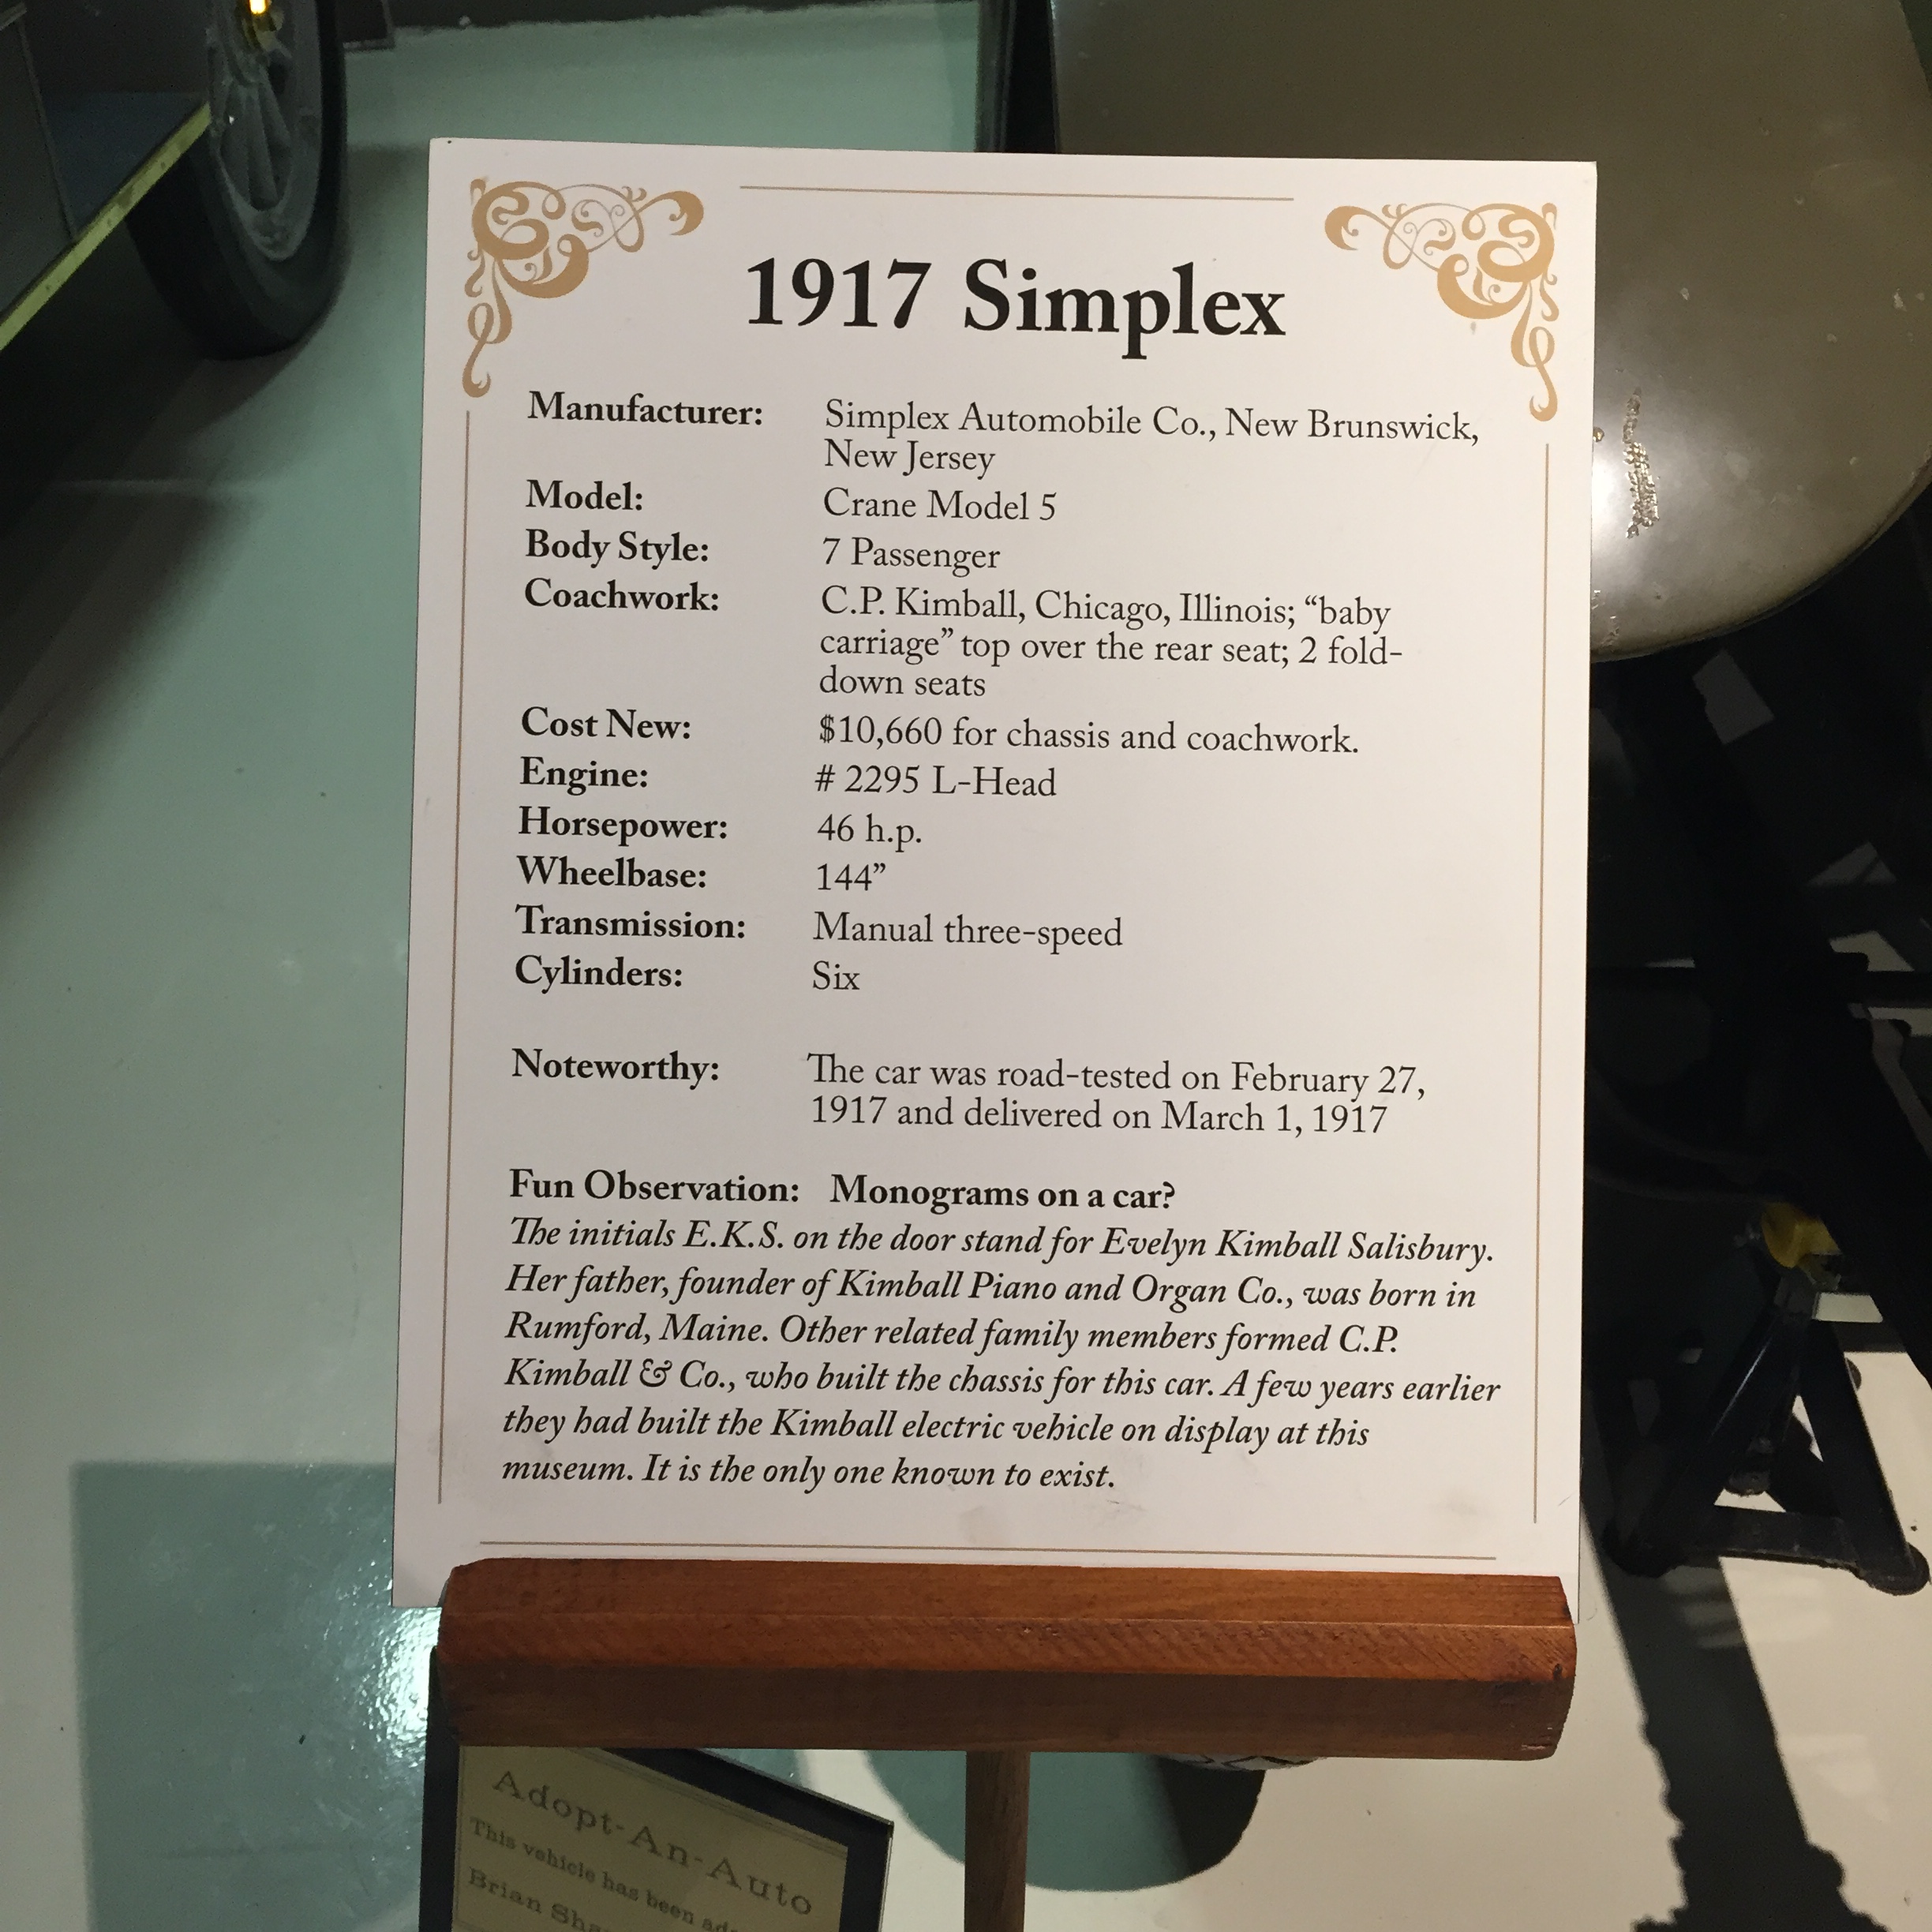 1917 Simplex
Manufacturer: Simplex Automobile Co., New Brunswick,
New Jersey
Model: Crane Model 5
Body Style: 7 Passenger
Coachwork: C.P. Kimball, Chicago, Illinois; “baby
carriage” top over the rear seat; 2 fold-
down seats
Cost New: $10,660 for chassis and coachwork.
Engine: # 2295 L-Head
Horsepower: 46 h.p.
Wheelbase: 144”
Transmission: Manual three-speed
Cylinders: Six
Noteworthy: The car was road-tested on February 27,
1917 and delivered on March 1, 1917
Fun Observation: Monograms on a car?
The initials E.K.S. on the door stand for Evelyn Kimball Salisbury.
Her father, founder of Kimball Piano and Organ Co., was born in
Rumford, Maine. Other related family members formed C.P.
Kimball & Co., who built the chassis for this car. A few years earlier
they had built the Kimball electric vehicle on display at this
museum. It is the only one known to exist.
Adopt-An-Auto
This vehicle has been
Brian